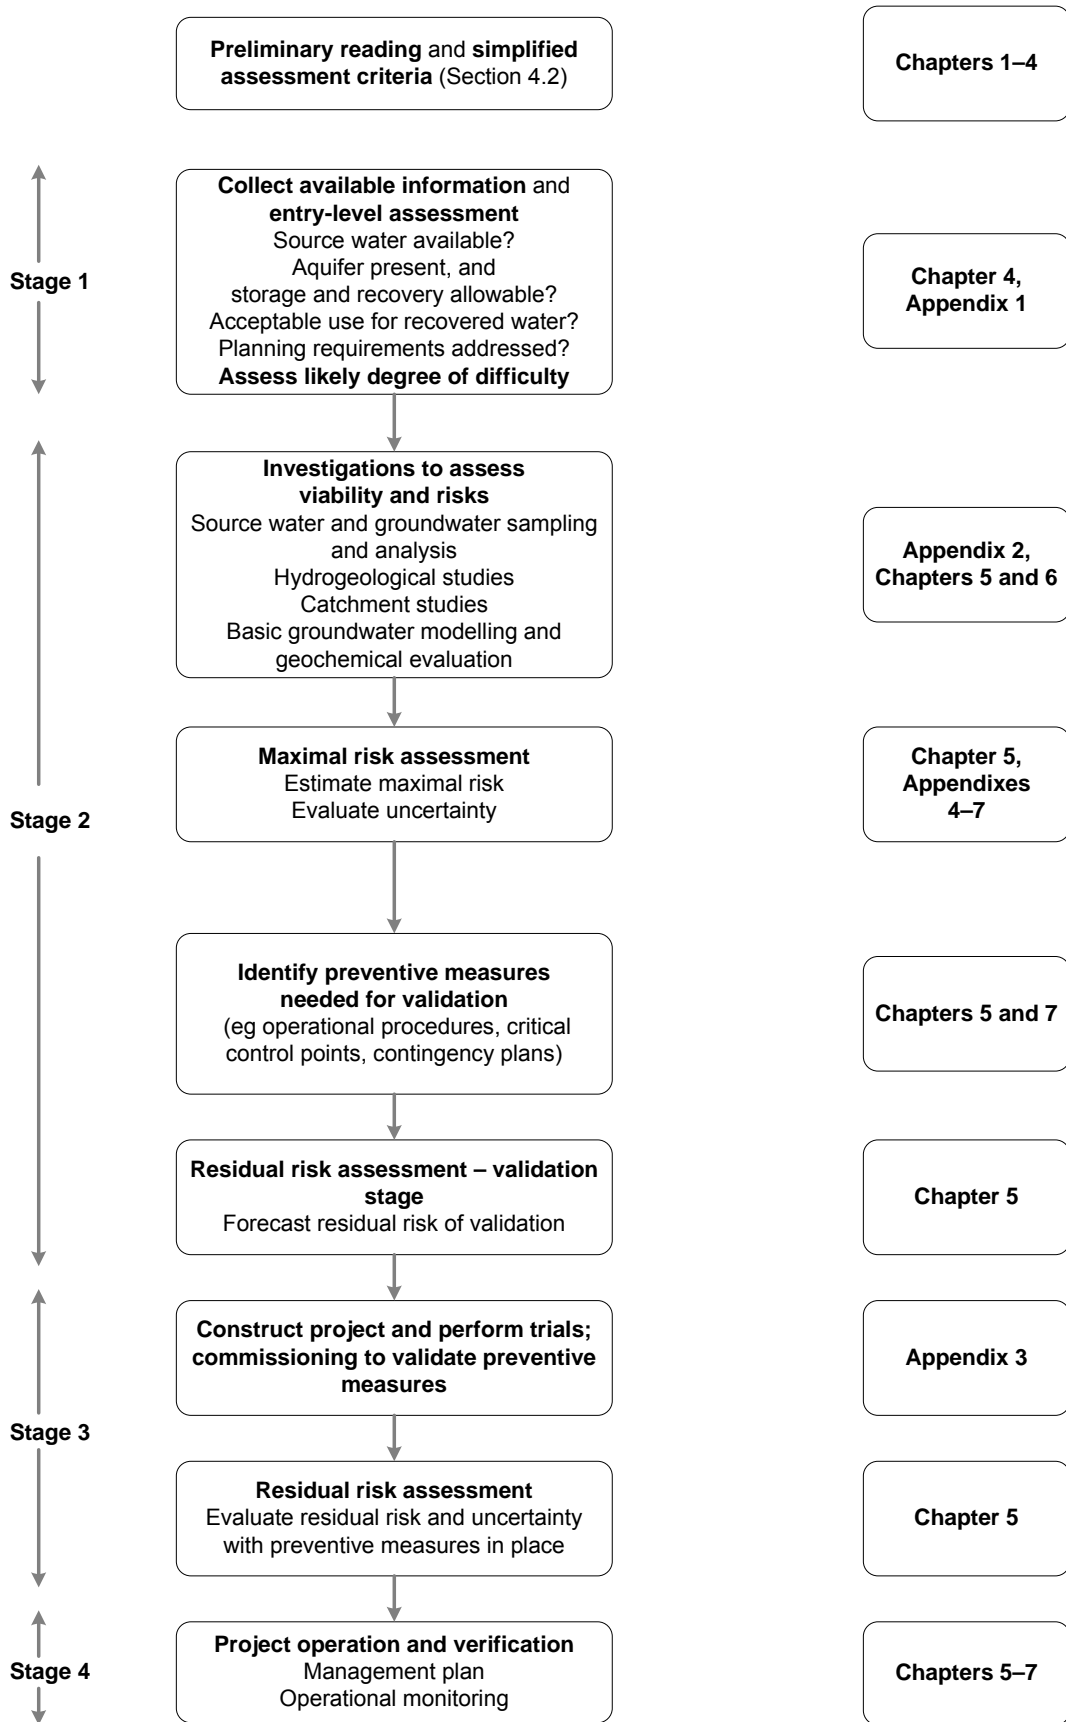 Preliminary reading and simplified
assessment criteria (Section 4.2)
Chapters 1–4
Stage 1
Collect available information and
entry-level assessment
Source water available?
Aquifer present, and
storage and recovery allowable?
Acceptable use for recovered water?
Planning requirements addressed?
Assess likely degree of difficulty
Chapter 4,
Appendix 1
Stage 2
Investigations to assess
viability and risks
Source water and groundwater sampling
and analysis
Hydrogeological studies
Catchment studies
Basic groundwater modelling and
geochemical evaluation
Appendix 2,
Chapters 5 and 6
Maximal risk assessment
Estimate maximal risk
Evaluate uncertainty
Chapter 5,
Appendixes
4–7
Identify preventive measures
needed for validation
(eg operational procedures, critical
control points, contingency plans)
Chapters 5 and 7
Residual risk assessment – validation
stage
Forecast residual risk of validation
Chapter 5
Stage 3
Construct project and perform trials;
commissioning to validate preventive
measures
Appendix 3
Residual risk assessment
Evaluate residual risk and uncertainty
with preventive measures in place
Chapter 5
Stage 4
Project operation and verification
Management plan
Operational monitoring
Chapters 5–7